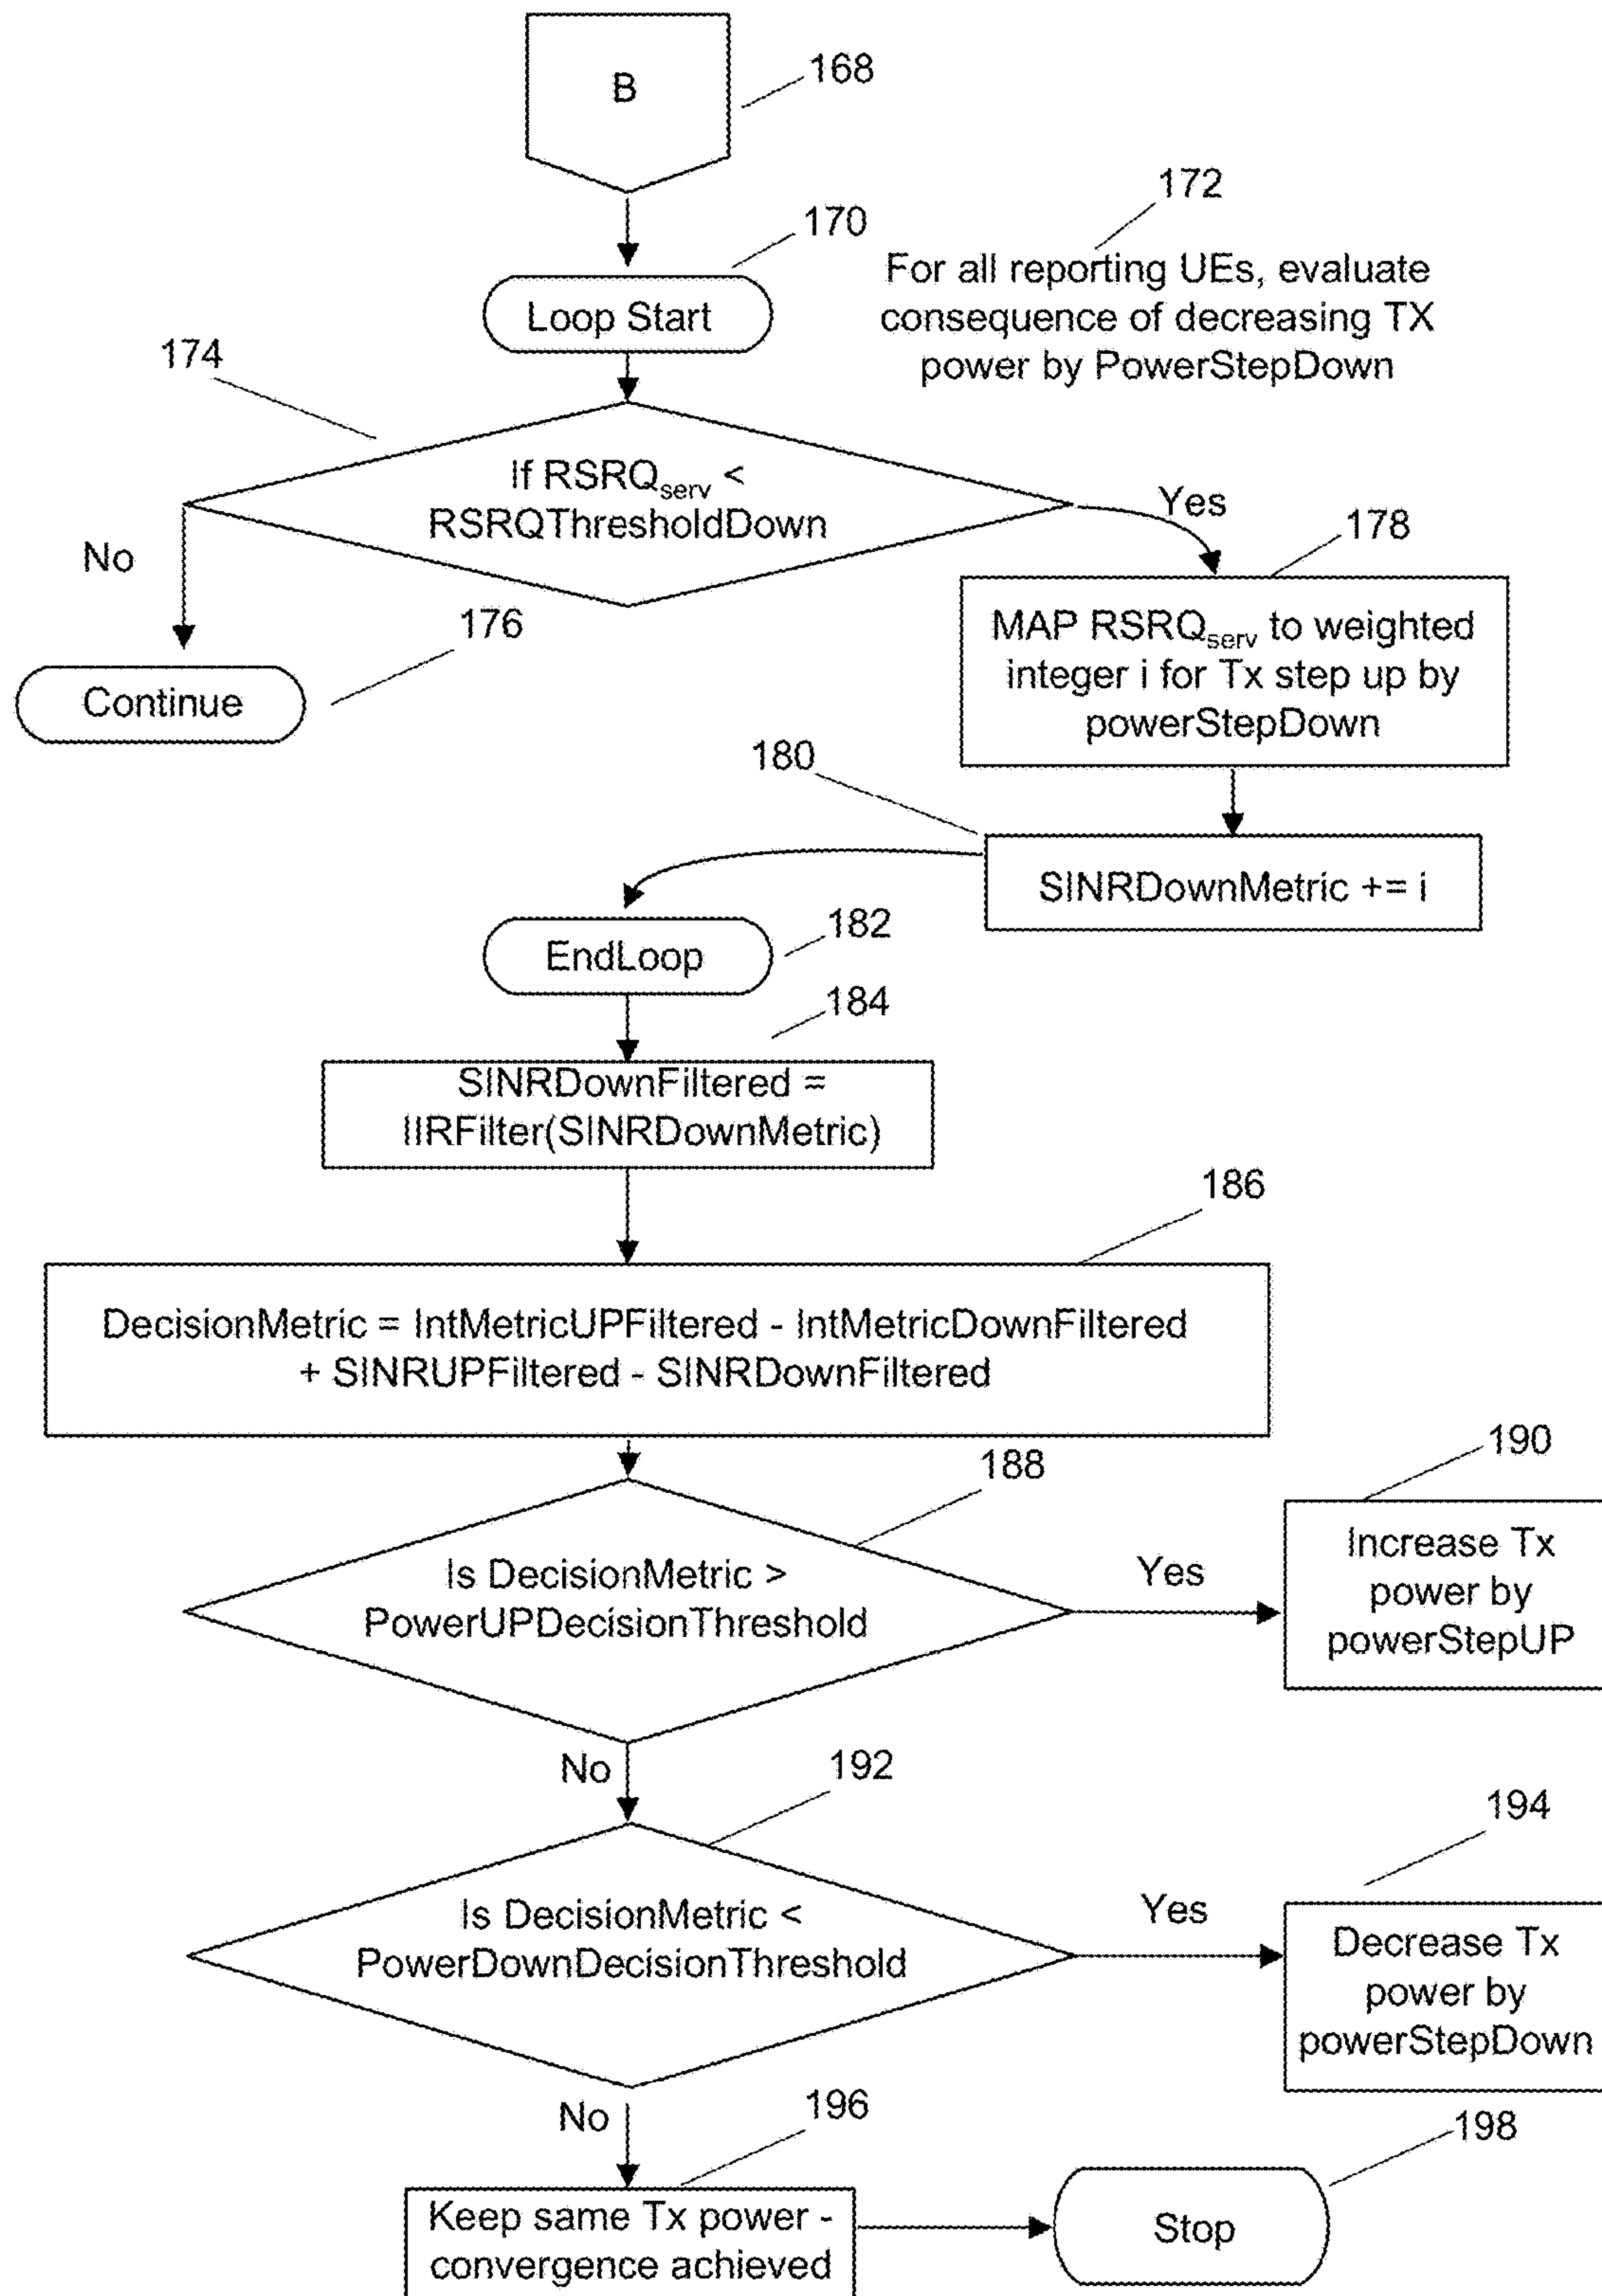 B
168
170
172
Loop Start
For all reporting UEs, evaluate
consequence of decreasing TX
power by PowerStepDown
174
If RSRQserv <
RSRQThresholdDown
Yes
No
178
176
MAP RSRQserv to weighted
integer i for Tx step up by
powerStepDown
Continue
180
SINRDownMetric += i
182
EndLoop
184
SINRDownFiltered =
IIRFilter(SINRDownMetric)
186
DecisionMetric = IntMetricUPFiltered - IntMetricDownFiltered
+ SINRUPFiltered - SINRDownFiltered
188
190
Is DecisionMetric >
PowerUPDecisionThreshold
Yes
Increase Tx
power by
powerStepUP
No
192
194
Is DecisionMetric <
PowerDownDecisionThreshold
Yes
Decrease Tx
power by
powerStepDown
No
196
198
Keep same Tx power -
convergence achieved
Stop